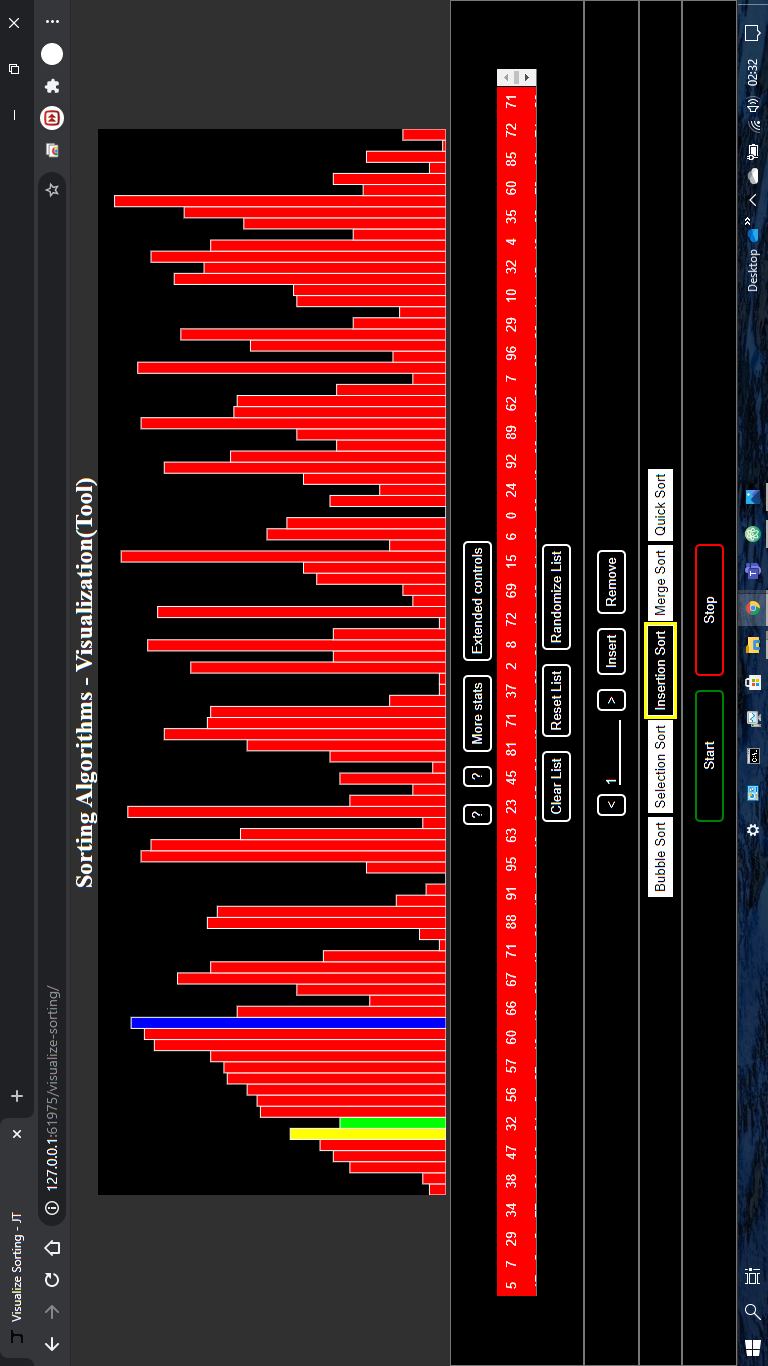 Visualize Sorting - JT
127.0.0.1:61975/visualize-sorting/
Sorting Algorithms - Visualization(Tool)
? ? More stats Extended controls
5 7 29 34 38 47 32 56 57 60 66 67 71 88 91 95 63 23 45 81 71 37 2 8 72 69 15 6 0 24 92 89 62 7 96 29 10 32 4 35 60 85 72 71
Clear List Reset List Randomize List
< 1 > Insert Remove
Bubble Sort Selection Sort Insertion Sort Merge Sort Quick Sort
Start Stop
Desktop » 02:32